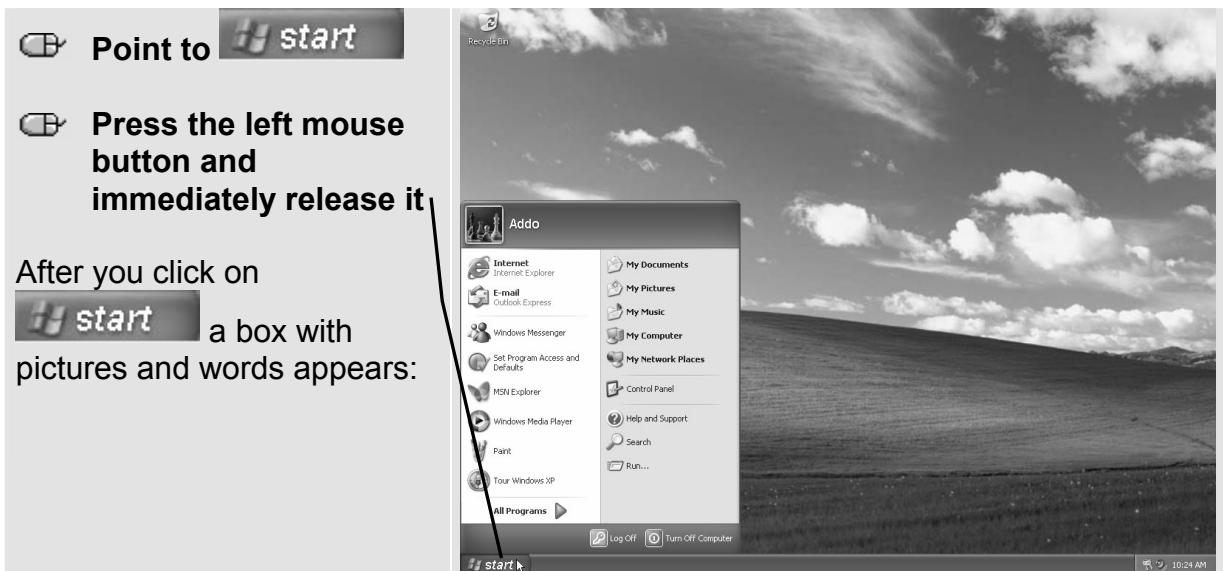 Point to start
Press the left mouse
button and
immediately release it
After you click on
start a box with
pictures and words appears:
Recycle Bin
Addo
Internet
Internet Explorer
E-mail
Outlook Express
Windows Messenger
Set Program Access and
Defaults
MSN Explorer
Windows Media Player
Paint
Tour Windows XP
All Programs
My Documents
My Pictures
My Music
My Computer
My Network Places
Control Panel
Help and Support
Search
Run...
Log Off
Turn Off Computer
start
10:24 AM